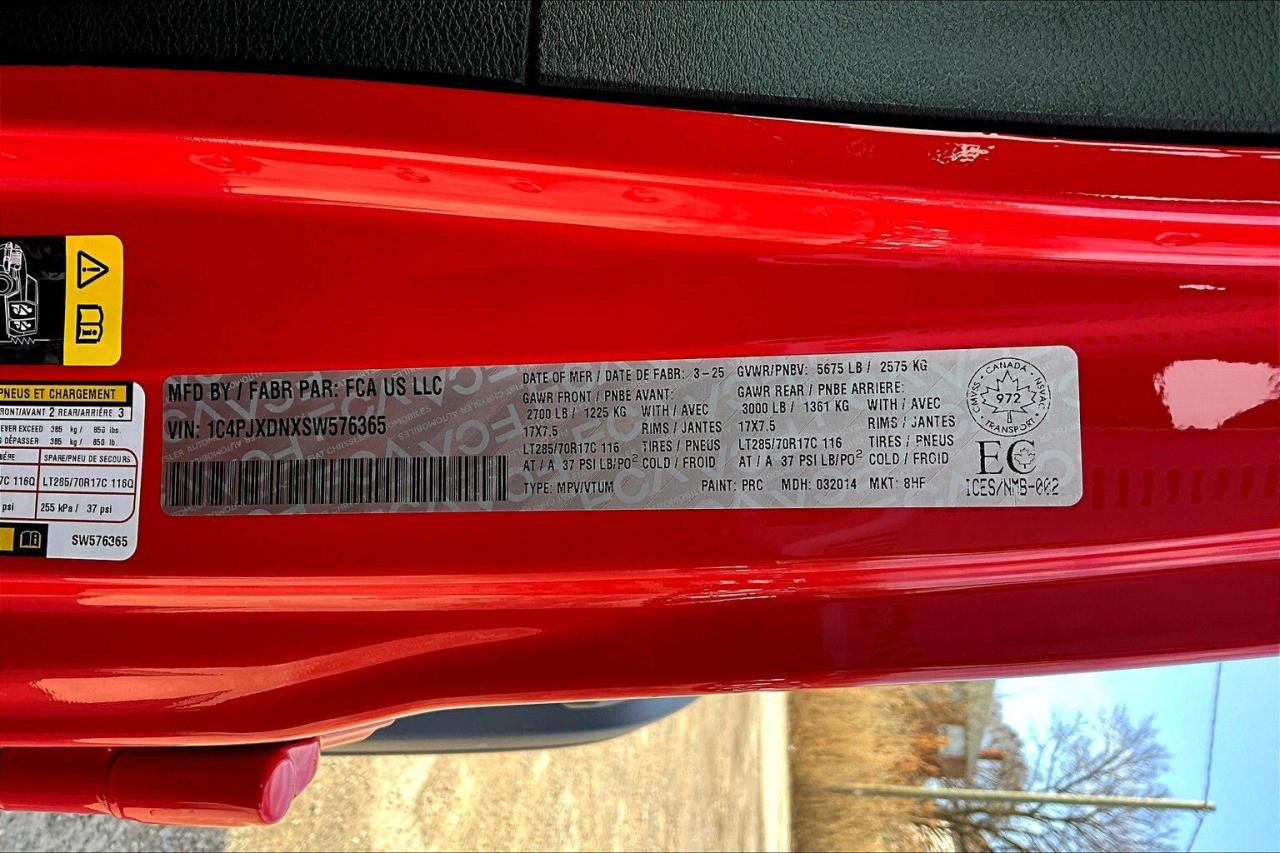 PNEUS ET CHARGEMENT
FRONT/AVANT 2 REAR/ARRIÈRE 3
EVER EXCEED 385 kg / 850 lbs.
DÉPASSER 385 kg / 850 lb.
SPARE/PNEU DE SECOURS
7C 116Q LT285/70R17C 116Q
psi 255 kPa / 37 psi
SW576365
MFD BY / FABR PAR: FCA US LLC
VIN: 1C4PJXDNXSW576365
DATE OF MFR / DATE DE FABR: 3-25
GAWR FRONT / PNBE AVANT:
2700 LB / 1225 KG WITH / AVEC
17X7.5 RIMS / JANTES
LT285/70R17C 116 TIRES / PNEUS
AT / A 37 PSI LB/PO² COLD / FROID
TYPE: MPV/VTUM
GVWR/PNBV: 5675 LB / 2575 KG
GAWR REAR / PNBE ARRIERE:
3000 LB / 1361 KG WITH / AVEC
17X7.5 RIMS / JANTES
LT285/70R17C 116 TIRES / PNEUS
AT / A 37 PSI LB/PO² COLD / FROID
PAINT: PRC MDH: 032014 MKT: 8HF
CANADA
CMVSS NSVAC
972
TRANSPORT
EC
ICES/NMB-002